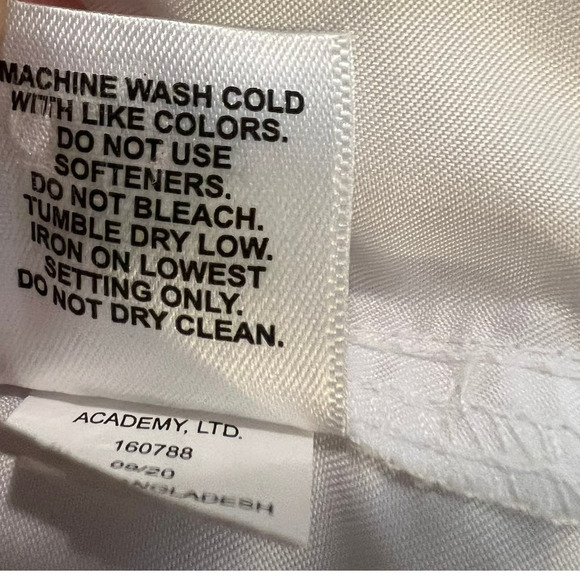 MACHINE WASH COLD
WITH LIKE COLORS.
DO NOT USE
SOFTENERS.
DO NOT BLEACH.
TUMBLE DRY LOW.
IRON ON LOWEST
SETTING ONLY.
DO NOT DRY CLEAN.
ACADEMY, LTD.
160788
09/20
BANGLADESH